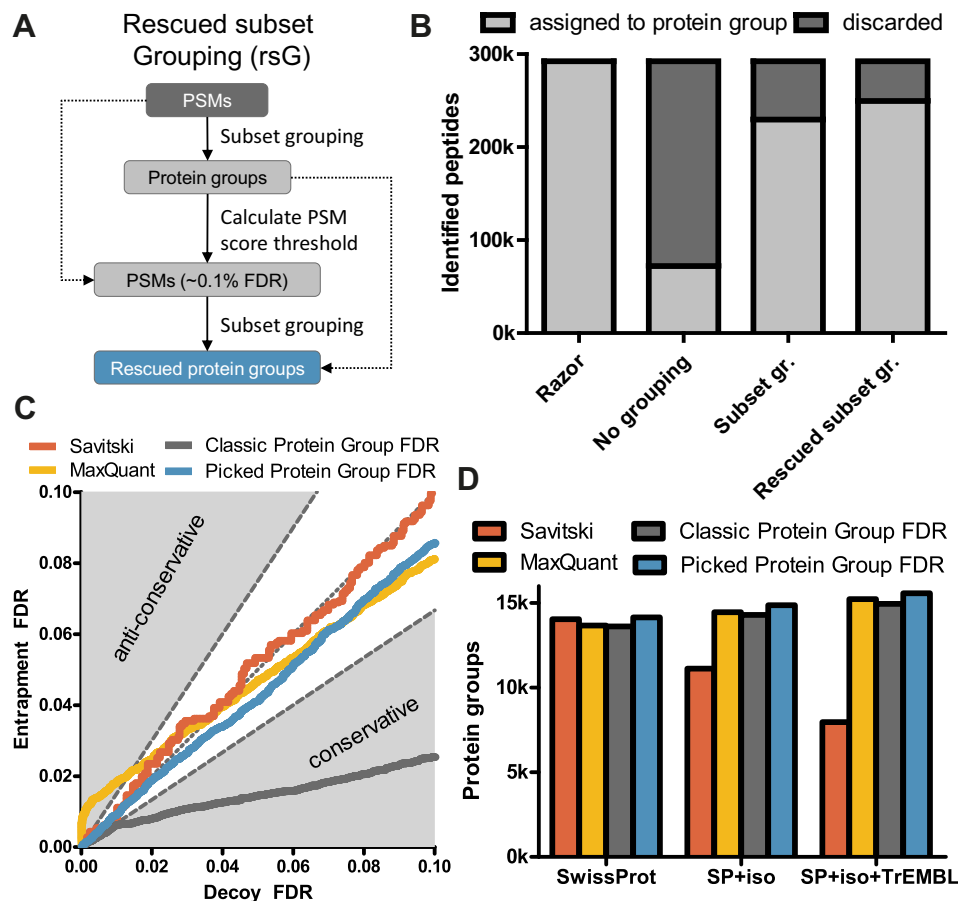 A
Rescued subset
Grouping (rsG)
PSMs
Subset grouping
Protein groups
Calculate PSM
score threshold
PSMs (~0.1% FDR)
Subset grouping
Rescued protein groups
B
assigned to protein group discarded
300k
200k
100k
0k
Identified peptides
Razor
No grouping
Subset gr.
Rescued subset gr.
C
Savitski Classic Protein Group FDR
MaxQuant Picked Protein Group FDR
0.10
0.08
0.06
0.04
0.02
0.00
Entrapment FDR
anti-conservative
conservative
0.00 0.02 0.04 0.06 0.08 0.10
Decoy FDR
D
Savitski Classic Protein Group FDR
MaxQuant Picked Protein Group FDR
15k
10k
5k
0k
Protein groups
SwissProt SP+iso SP+iso+TrEMBL